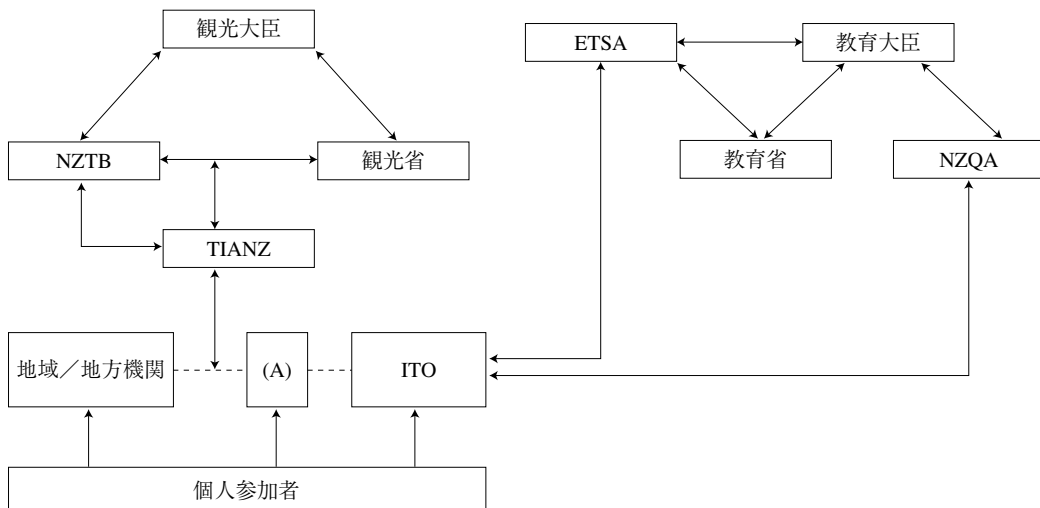 観光大臣
ETSA
教育大臣
NZTB
観光省
教育省
NZQA
TIANZ
地域／地方機関
(A)
ITO
個人参加者